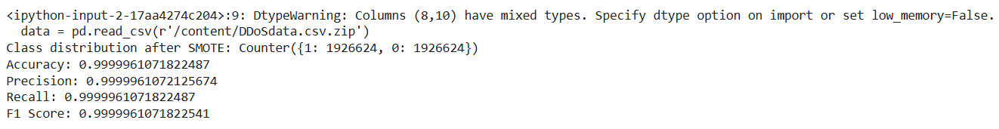 <ipython-input-2-17aa4274c204>:9: DtypeWarning: Columns (8,10) have mixed types. Specify dtype option on import or set low_memory=False.
  data = pd.read_csv(r'/content/DDoSdata.csv.zip')
Class distribution after SMOTE: Counter({1: 1926624, 0: 1926624})
Accuracy: 0.9999961071822487
Precision: 0.9999961072125674
Recall: 0.9999961071822487
F1 Score: 0.9999961071822541